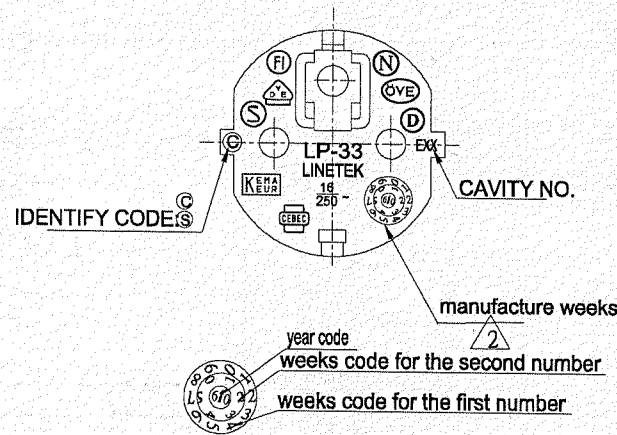 FI
N
DVE
ÖVE
S
D
C
LP-33
EXX
LINETEK
KEMA
KEUR
16
250 ~
CEBEC
IDENTIFY CODE: C
S
CAVITY NO.
manufacture weeks
2
year code
weeks code for the second number
weeks code for the first number